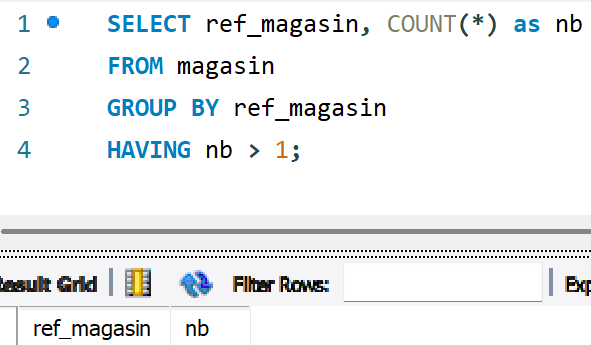 1 SELECT ref_magasin, COUNT(*) as nb
2 FROM magasin
3 GROUP BY ref_magasin
4 HAVING nb > 1;
Result Grid Filter Rows: Exp
ref_magasin nb